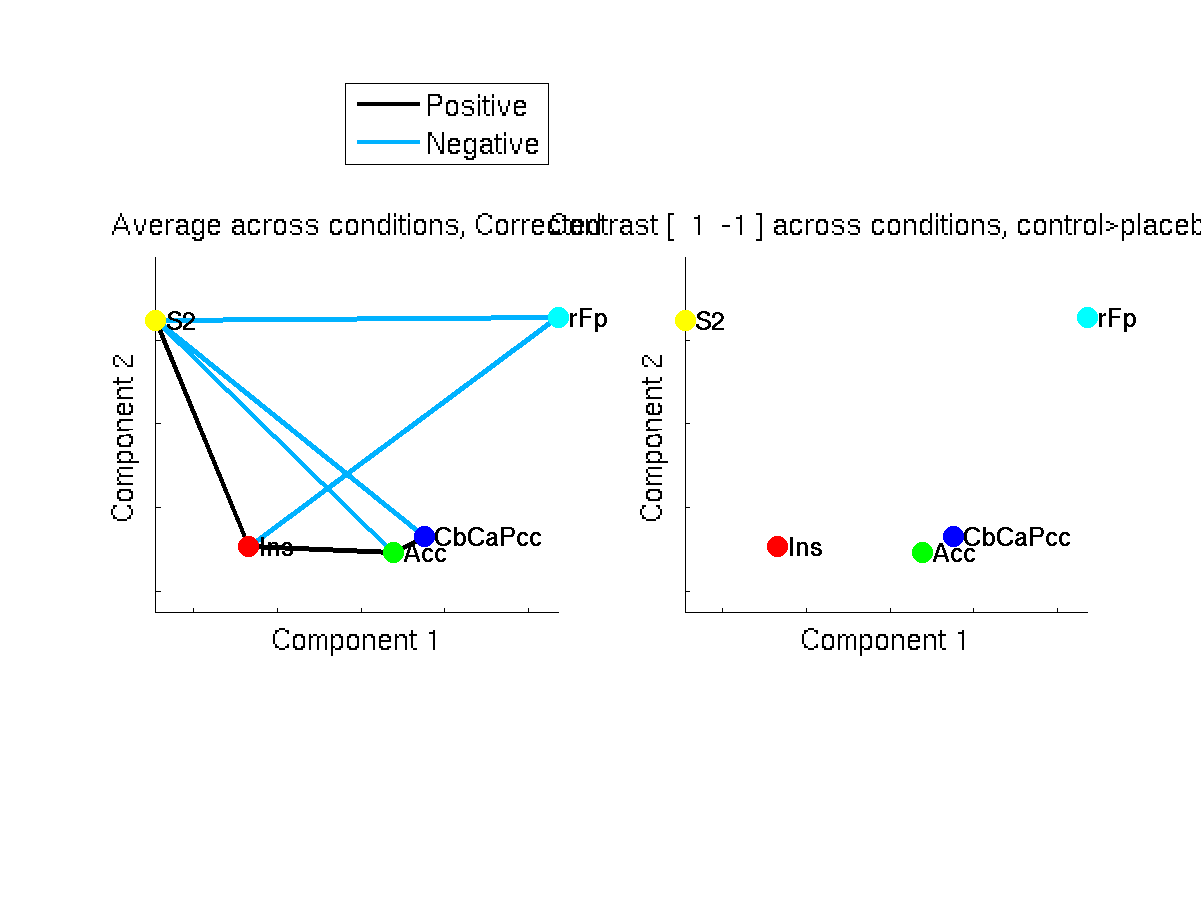 Positive
Negative
Average across conditions, Corrected
Contrast [ 1 -1 ] across conditions, control>placeb
S2
rFp
Ins
Acc
CbCaPcc
Component 2
Component 1
S2
rFp
Ins
Acc
CbCaPcc
Component 2
Component 1